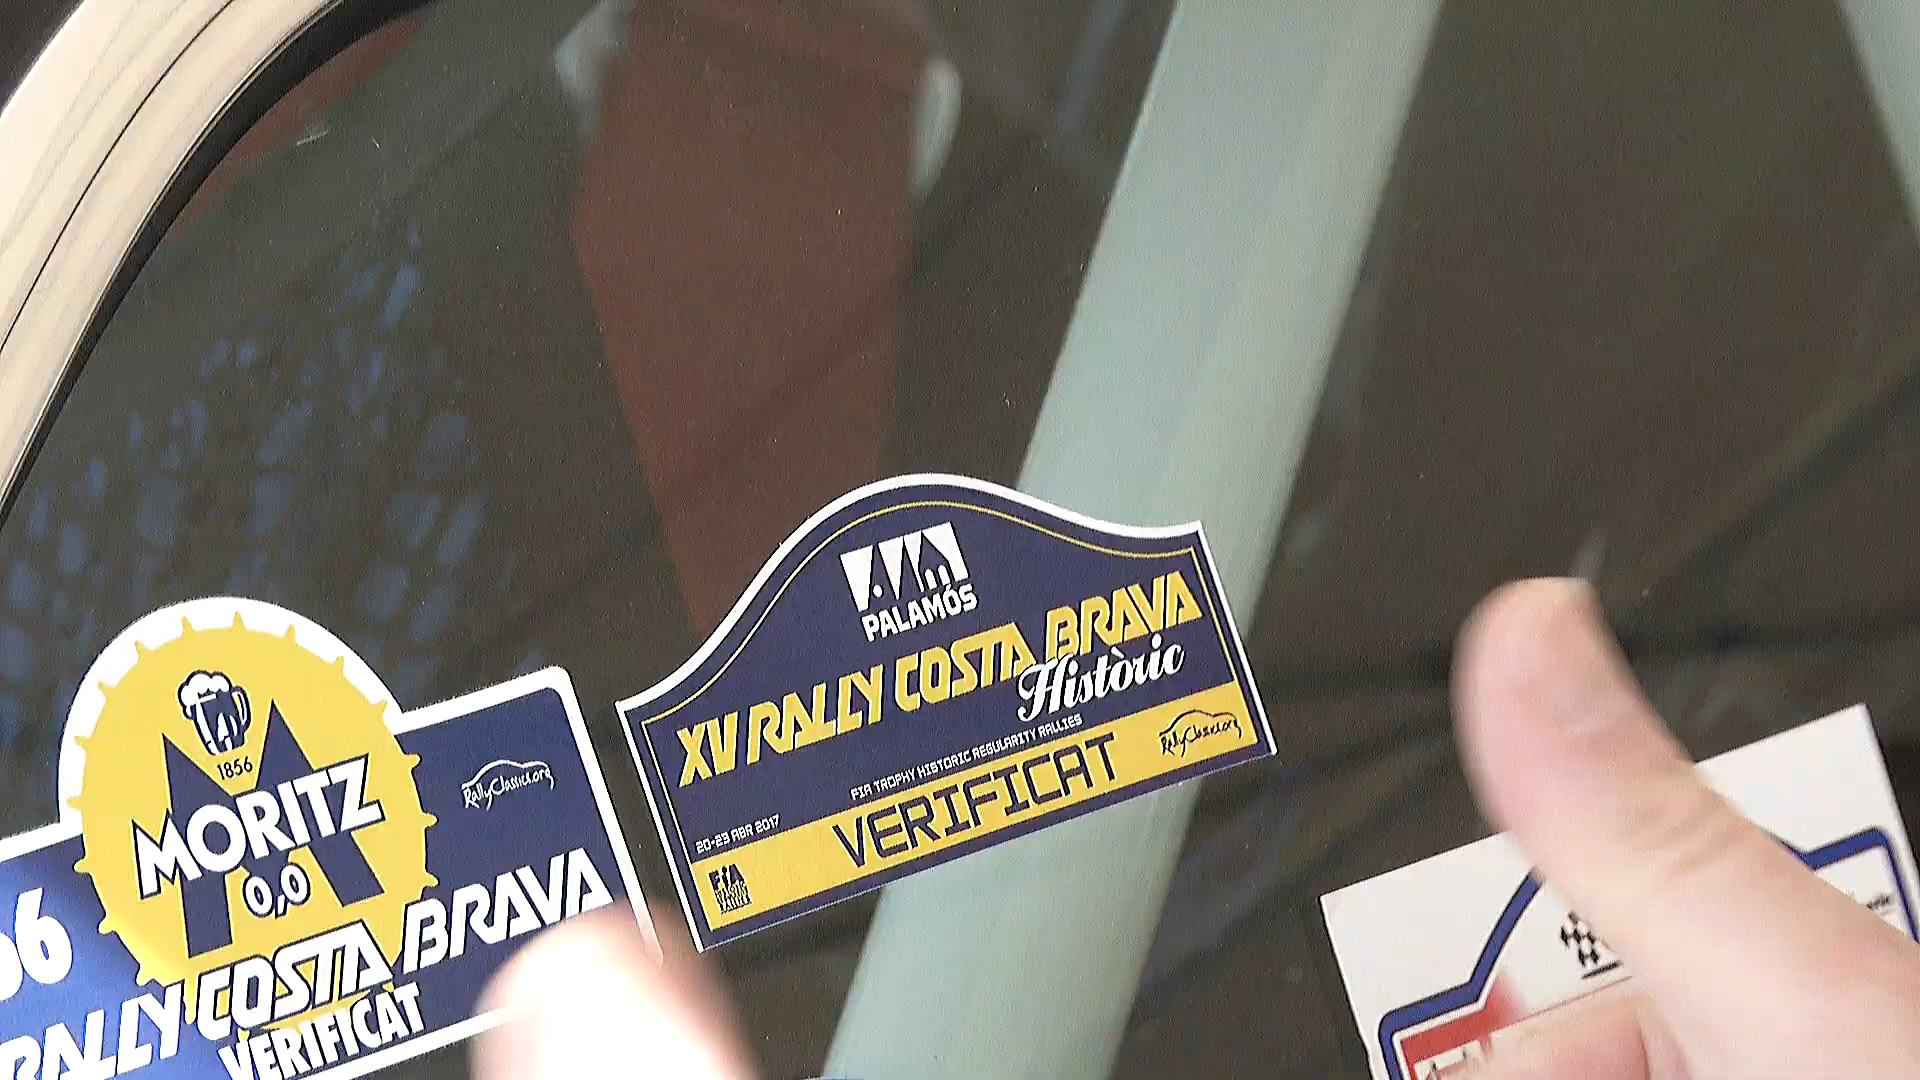 PALAMÓS
XV RALLY COSTA BRAVA
Històric
FIA TROPHY HISTORIC REGULARITY RALLIES
RallyClassics.org
VERIFICAT
20-23 ABR 2017
FIA
1856
MORITZ
0,0
RallyClassics.org
66
RALLY COSTA BRAVA
VERIFICAT